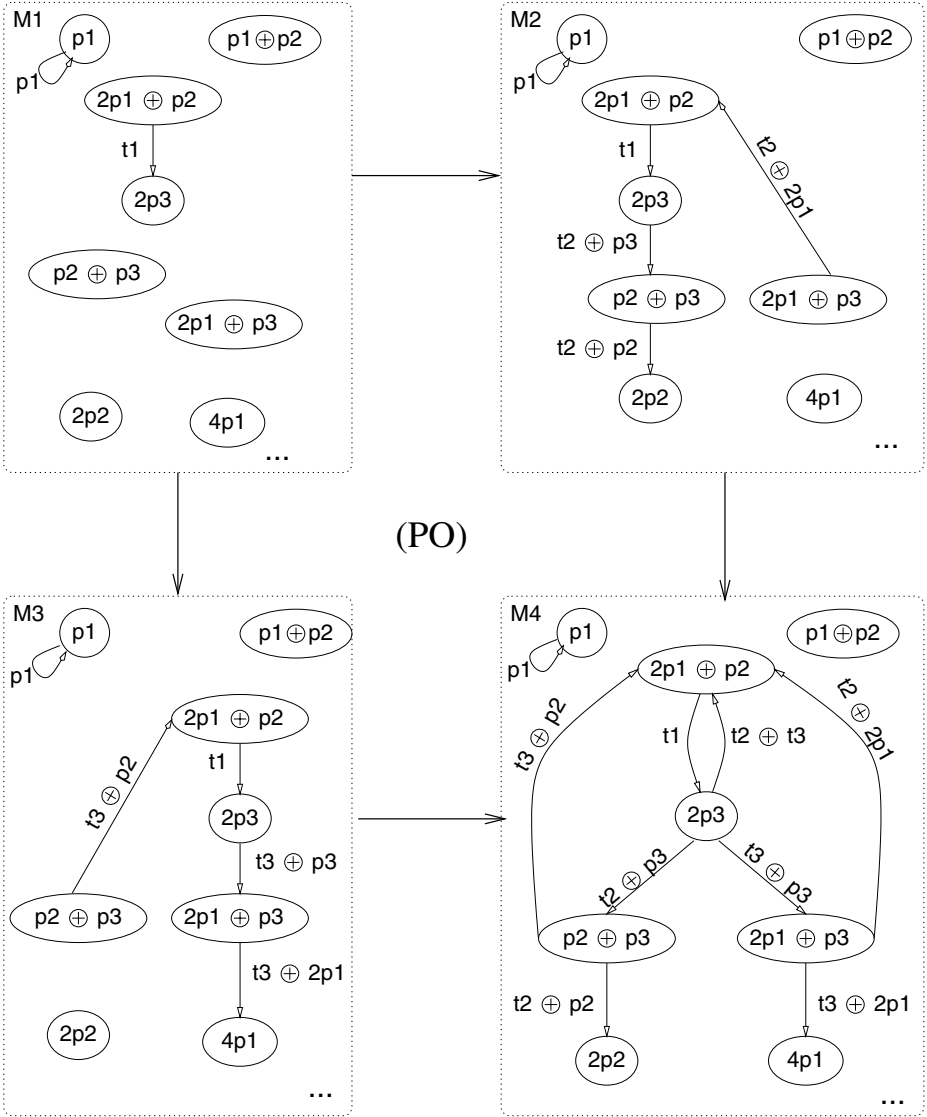 M1
p1
p1 ⊕ p2
p1
2p1 ⊕ p2
t1
2p3
p2 ⊕ p3
2p1 ⊕ p3
2p2
4p1
...
M2
p1
p1 ⊕ p2
p1
2p1 ⊕ p2
t1
t2 ⊕ 2p1
2p3
t2 ⊕ p3
p2 ⊕ p3
2p1 ⊕ p3
t2 ⊕ p2
2p2
4p1
...
(PO)
M3
p1
p1 ⊕ p2
p1
2p1 ⊕ p2
t1
t3 ⊕ p2
2p3
t3 ⊕ p3
p2 ⊕ p3
2p1 ⊕ p3
t3 ⊕ 2p1
2p2
4p1
...
M4
p1
p1 ⊕ p2
p1
2p1 ⊕ p2
t3 ⊕ p2
t1
t2 ⊕ t3
t2 ⊕ 2p1
2p3
t2 ⊕ p3
t3 ⊕ p3
p2 ⊕ p3
2p1 ⊕ p3
t2 ⊕ p2
t3 ⊕ 2p1
2p2
4p1
...